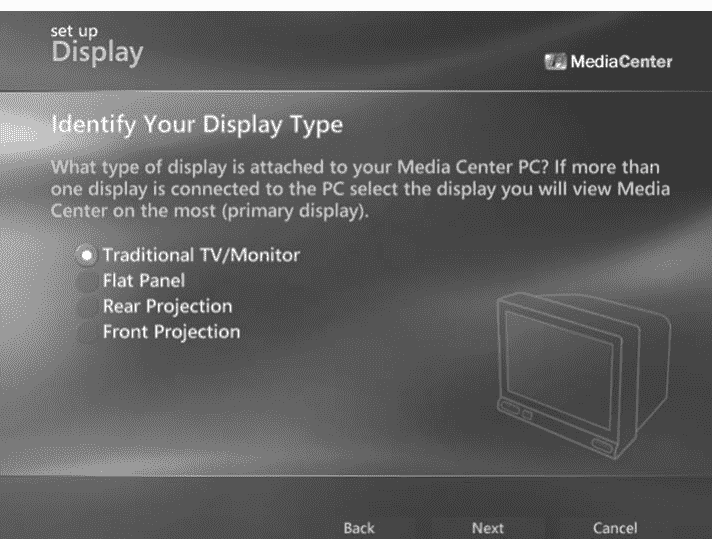 set up
Display
MediaCenter
Identify Your Display Type
What type of display is attached to your Media Center PC? If more than
one display is connected to the PC select the display you will view Media
Center on the most (primary display).
Traditional TV/Monitor
Flat Panel
Rear Projection
Front Projection
Back Next Cancel